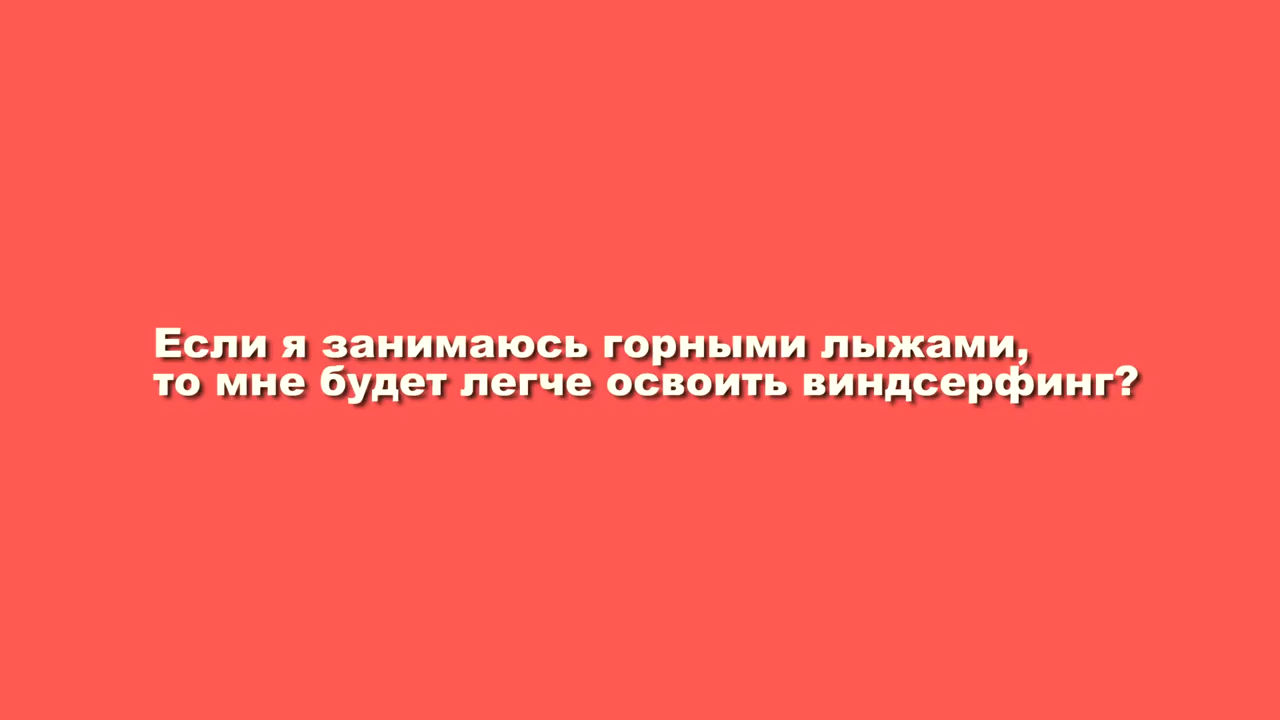 Если я занимаюсь горными лыжами,
то мне будет легче освоить виндсерфинг?